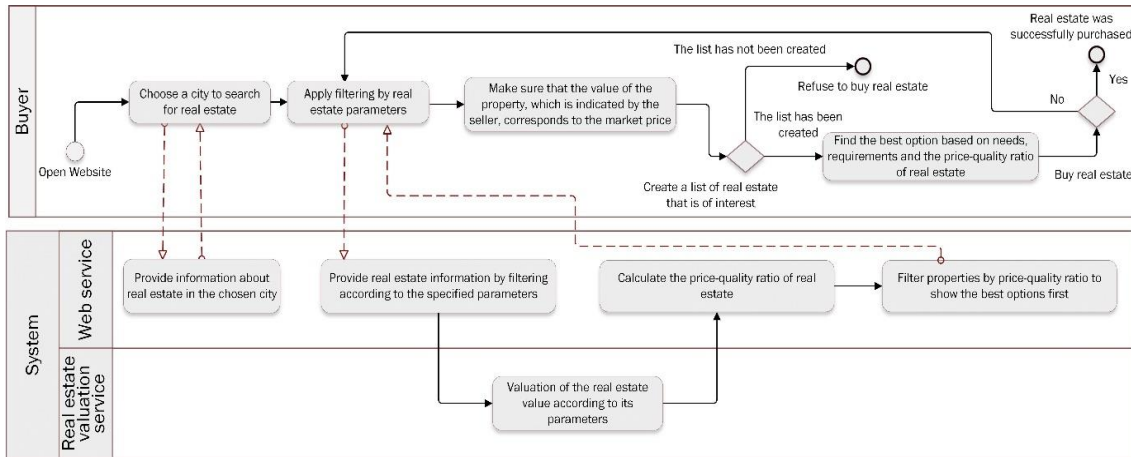 Buyer
Open Website
Choose a city to search
for real estate
Apply filtering by real
estate parameters
Make sure that the value of the
property, which is indicated by the
seller, corresponds to the market price
The list has not been created
Refuse to buy real estate
The list has been
created
Create a list of real estate
that is of interest
Find the best option based on needs,
requirements and the price-quality ratio
of real estate
Buy real estate
No
Yes
Real estate was
successfully purchased
System
Web service
Provide information about
real estate in the chosen city
Provide real estate information by filtering
according to the specified parameters
Calculate the price-quality ratio of real
estate
Filter properties by price-quality ratio to
show the best options first
Real estate
valuation
service
Valuation of the real estate
value according to its
parameters